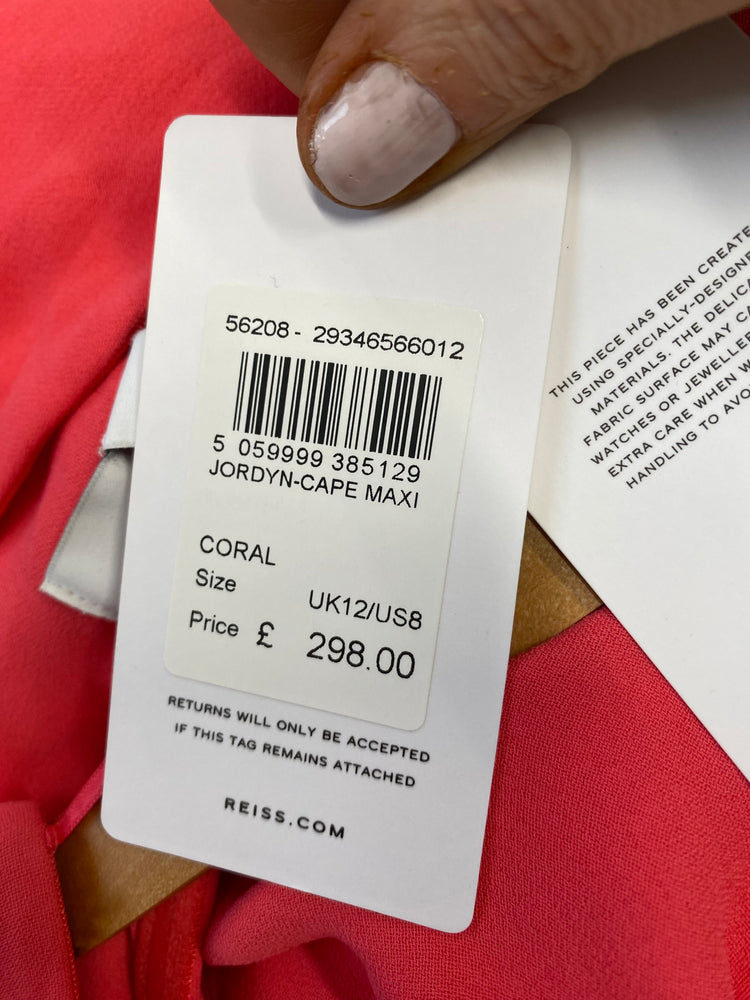 56208 - 29346566012
5 059999 385129
JORDYN-CAPE MAXI
CORAL
Size UK12/US8
Price £ 298.00
RETURNS WILL ONLY BE ACCEPTED
IF THIS TAG REMAINS ATTACHED
REISS.COM
THIS PIECE HAS BEEN CREATE
USING SPECIALLY-DESIGNE
MATERIALS. THE DELICA
FABRIC SURFACE MAY CA
WATCHES OR JEWELLE
EXTRA CARE WHEN W
HANDLING TO AVO